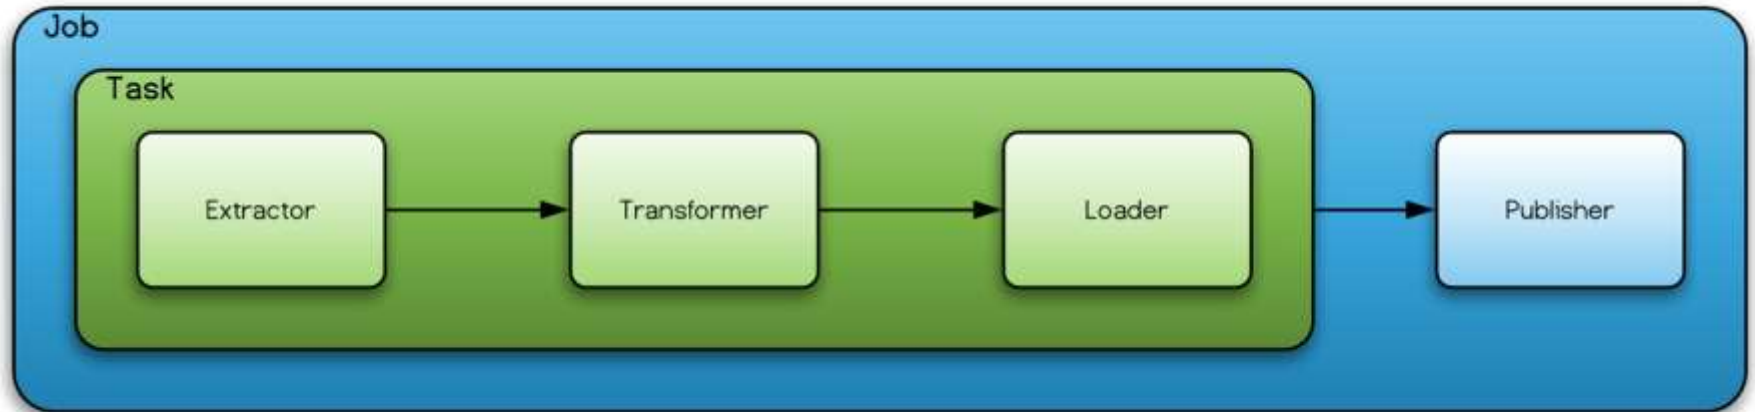 Job
Task
Extractor
Transformer
Loader
Publisher